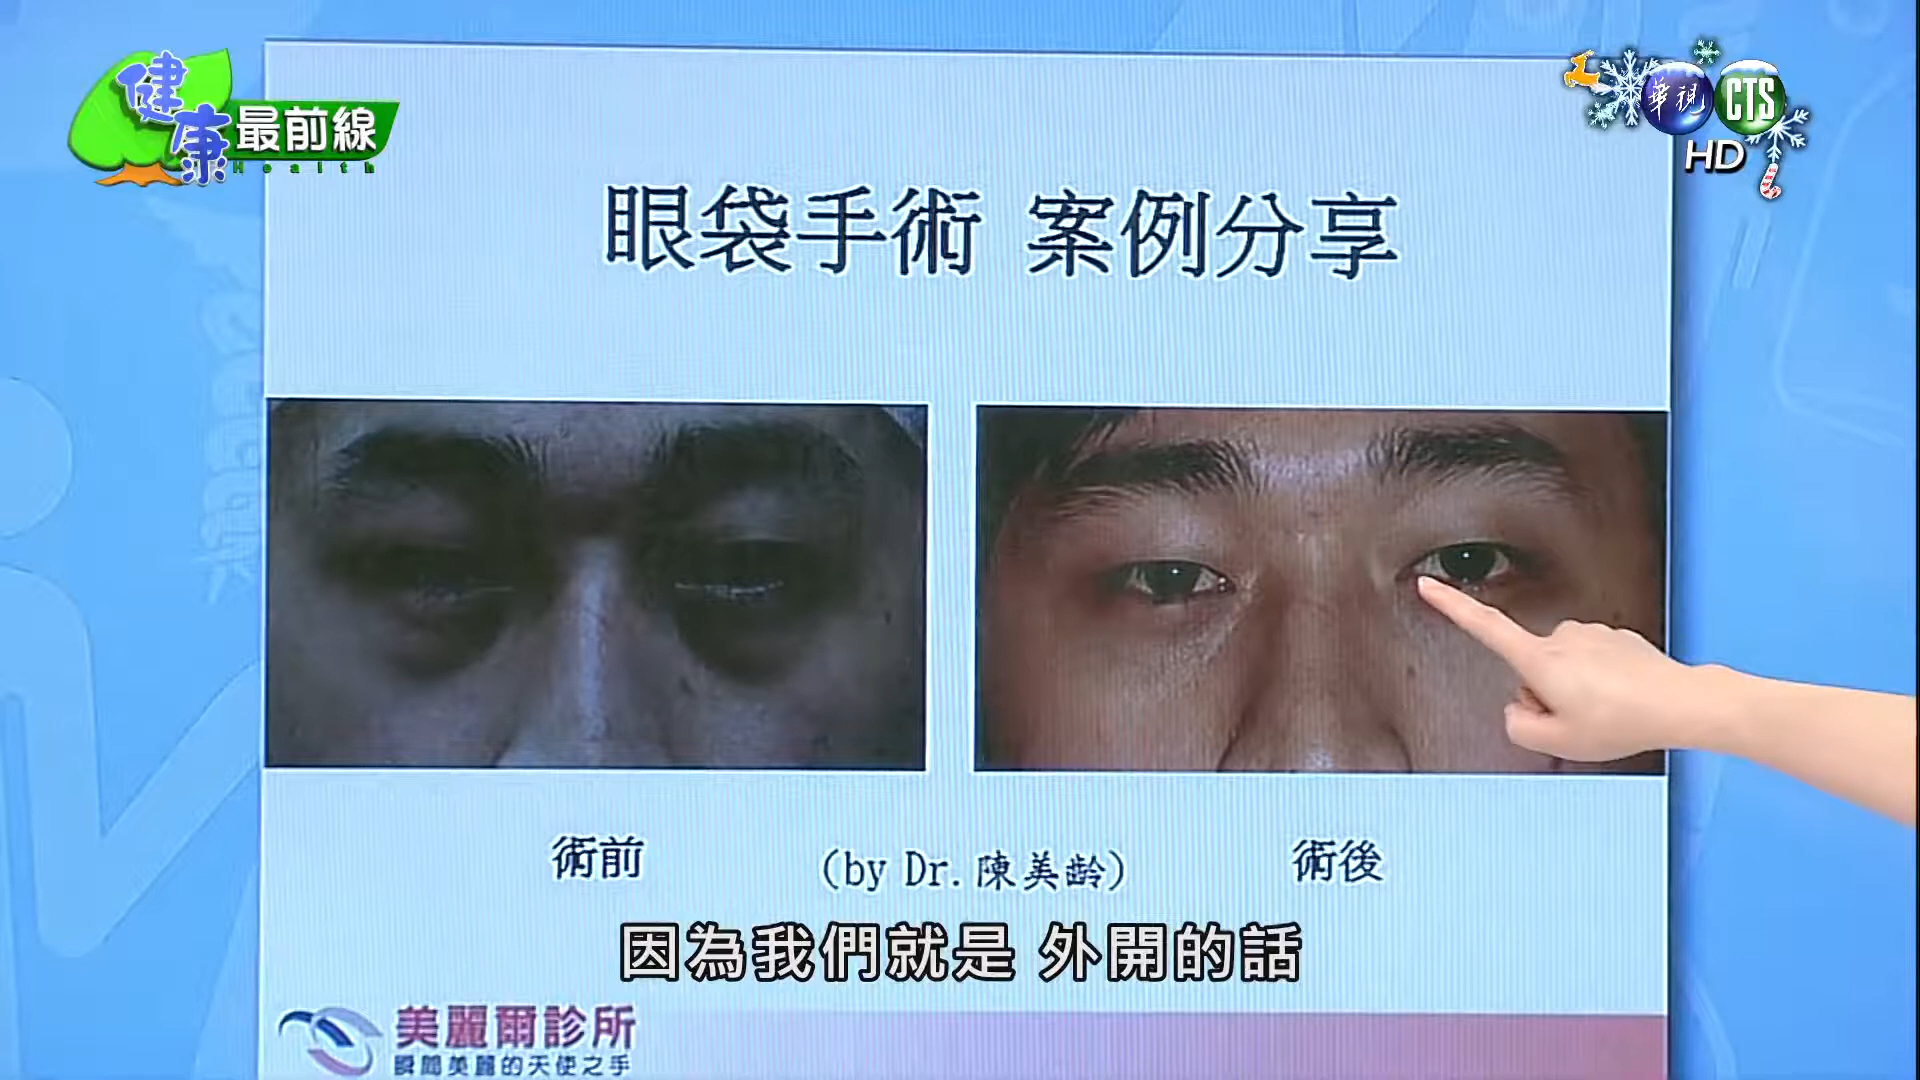 健康最前線
Health
華視 CTS
HD
眼袋手術 案例分享
術前
(by Dr.陳美齡)
術後
因為我們就是 外開的話
美麗爾診所
瞬間美麗的天使之手